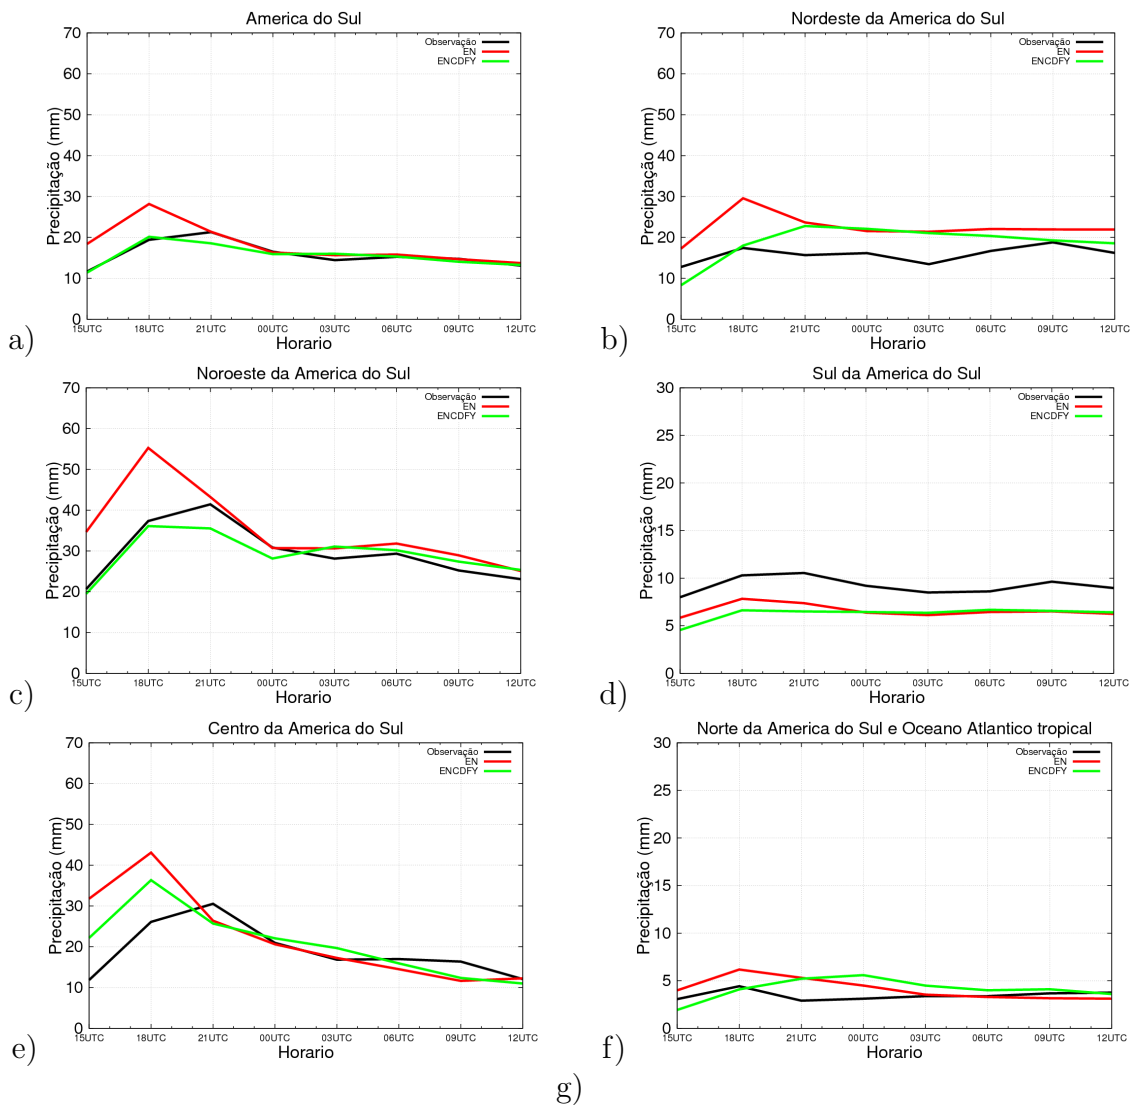 America do Sul
70
60
50
40
30
20
10
0
Precipitação (mm)
Observação
EN
ENCDFY
15UTC 18UTC 21UTC 00UTC 03UTC 06UTC 09UTC 12UTC
Horario
a)
Nordeste da America do Sul
70
60
50
40
30
20
10
0
Precipitação (mm)
Observação
EN
ENCDFY
15UTC 18UTC 21UTC 00UTC 03UTC 06UTC 09UTC 12UTC
Horario
b)
Noroeste da America do Sul
70
60
50
40
30
20
10
0
Precipitação (mm)
Observação
EN
ENCDFY
15UTC 18UTC 21UTC 00UTC 03UTC 06UTC 09UTC 12UTC
Horario
c)
Sul da America do Sul
30
25
20
15
10
5
0
Precipitação (mm)
Observação
EN
ENCDFY
15UTC 18UTC 21UTC 00UTC 03UTC 06UTC 09UTC 12UTC
Horario
d)
Centro da America do Sul
70
60
50
40
30
20
10
0
Precipitação (mm)
Observação
EN
ENCDFY
15UTC 18UTC 21UTC 00UTC 03UTC 06UTC 09UTC 12UTC
Horario
e)
Norte da America do Sul e Oceano Atlantico tropical
30
25
20
15
10
5
0
Precipitação (mm)
Observação
EN
ENCDFY
15UTC 18UTC 21UTC 00UTC 03UTC 06UTC 09UTC 12UTC
Horario
f)
g)